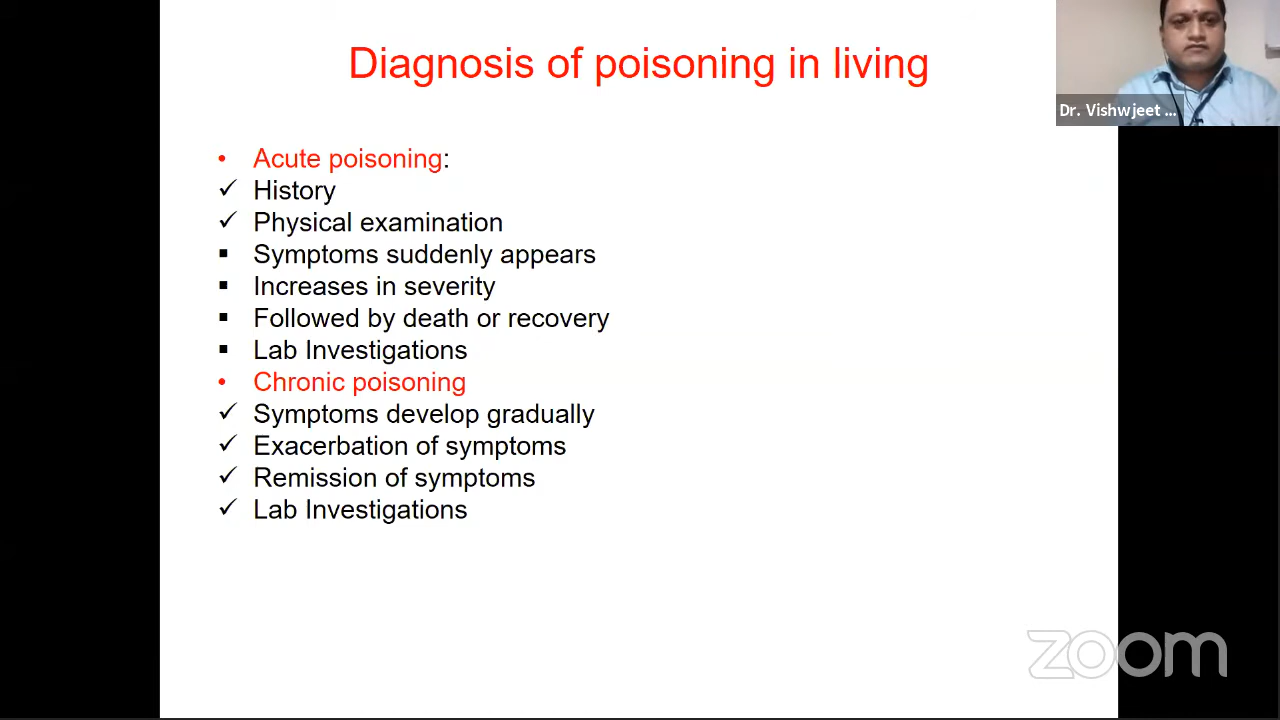 Diagnosis of poisoning in living
Dr. Vishwjeet ...
• Acute poisoning:
✓ History
✓ Physical examination
▪ Symptoms suddenly appears
▪ Increases in severity
▪ Followed by death or recovery
▪ Lab Investigations
• Chronic poisoning
✓ Symptoms develop gradually
✓ Exacerbation of symptoms
✓ Remission of symptoms
✓ Lab Investigations
zoom